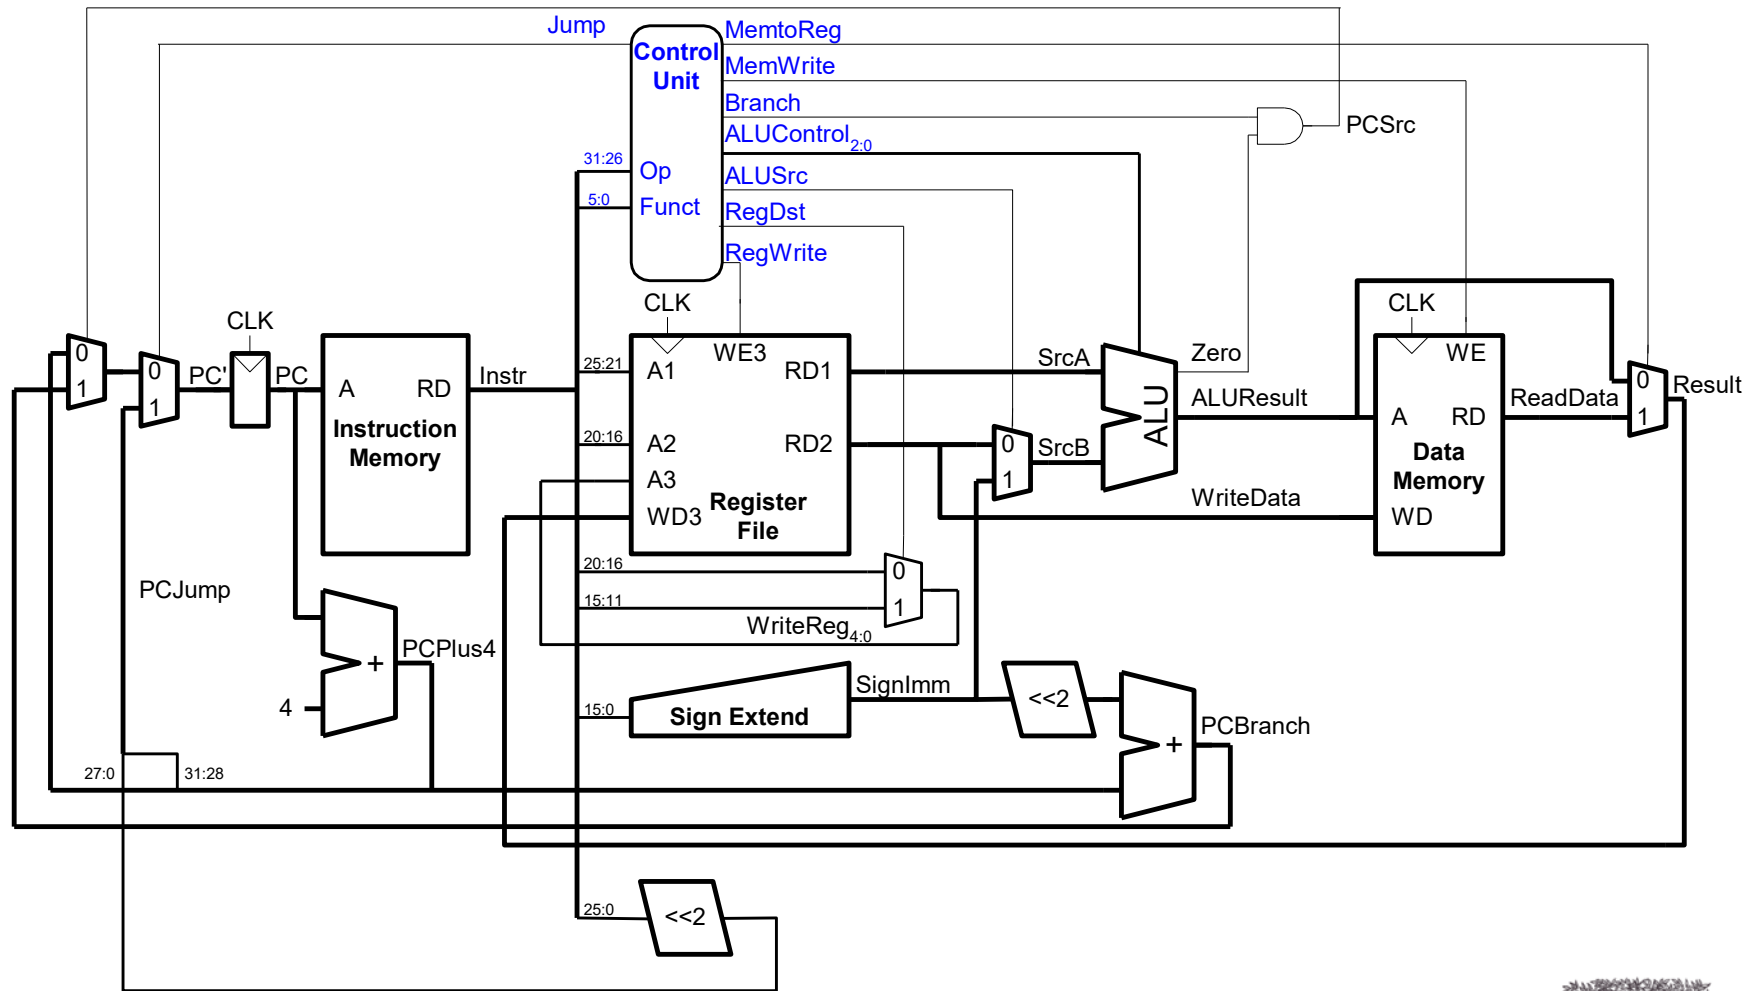 Jump
MemtoReg
Control
Unit
MemWrite
Branch
PCSrc
ALUControl2:0
31:26
Op
ALUSrc
5:0
Funct
RegDst
RegWrite
CLK
CLK
CLK
0
1
0
1
PC'
PC
A
RD
Instr
Instruction
Memory
25:21
A1
WE3
RD1
SrcA
Zero
WE
0
1
Result
20:16
A2
RD2
0
1
SrcB
ALU
ALUResult
A
RD
ReadData
Data
Memory
A3
WD3
Register
File
WriteData
WD
20:16
0
15:11
1
WriteReg4:0
PCJump
PCPlus4
+
4
SignImm
15:0
Sign Extend
<<2
PCBranch
+
27:0
31:28
25:0
<<2